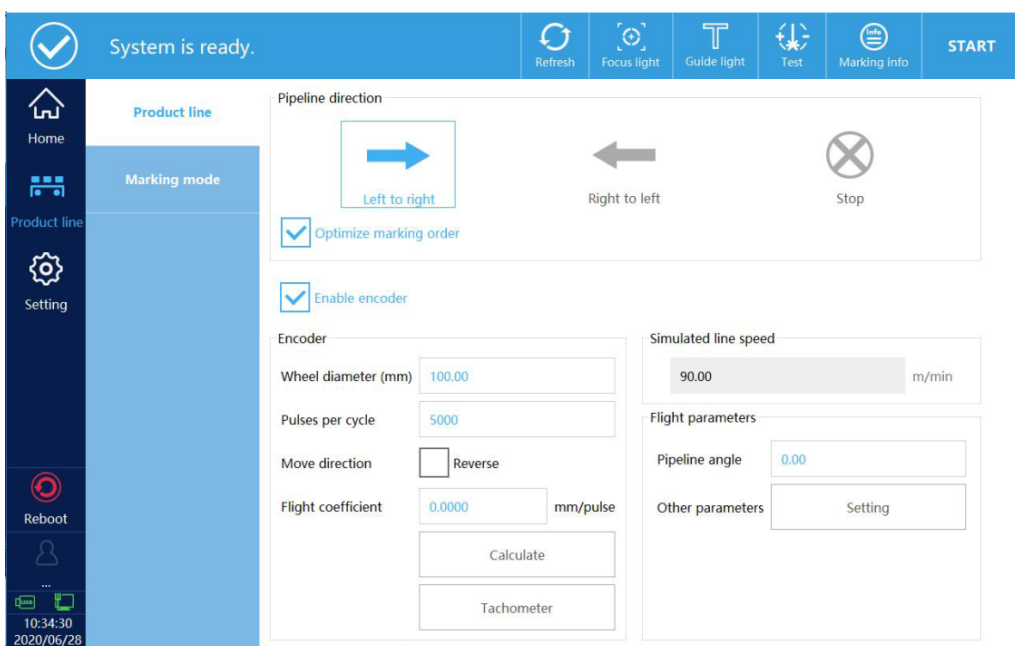 System is ready.
Refresh
Focus light
T
Guide light
Test
Info
Marking info
START
Home
Product line
Setting
Reboot
...
USB
10:34:30
2020/06/28
Product line
Marking mode
Pipeline direction
Left to right
Right to left
Stop
Optimize marking order
Enable encoder
Encoder
Wheel diameter (mm) 100.00
Pulses per cycle 5000
Move direction Reverse
Flight coefficient 0.0000 mm/pulse
Calculate
Tachometer
Simulated line speed
90.00 m/min
Flight parameters
Pipeline angle 0.00
Other parameters Setting